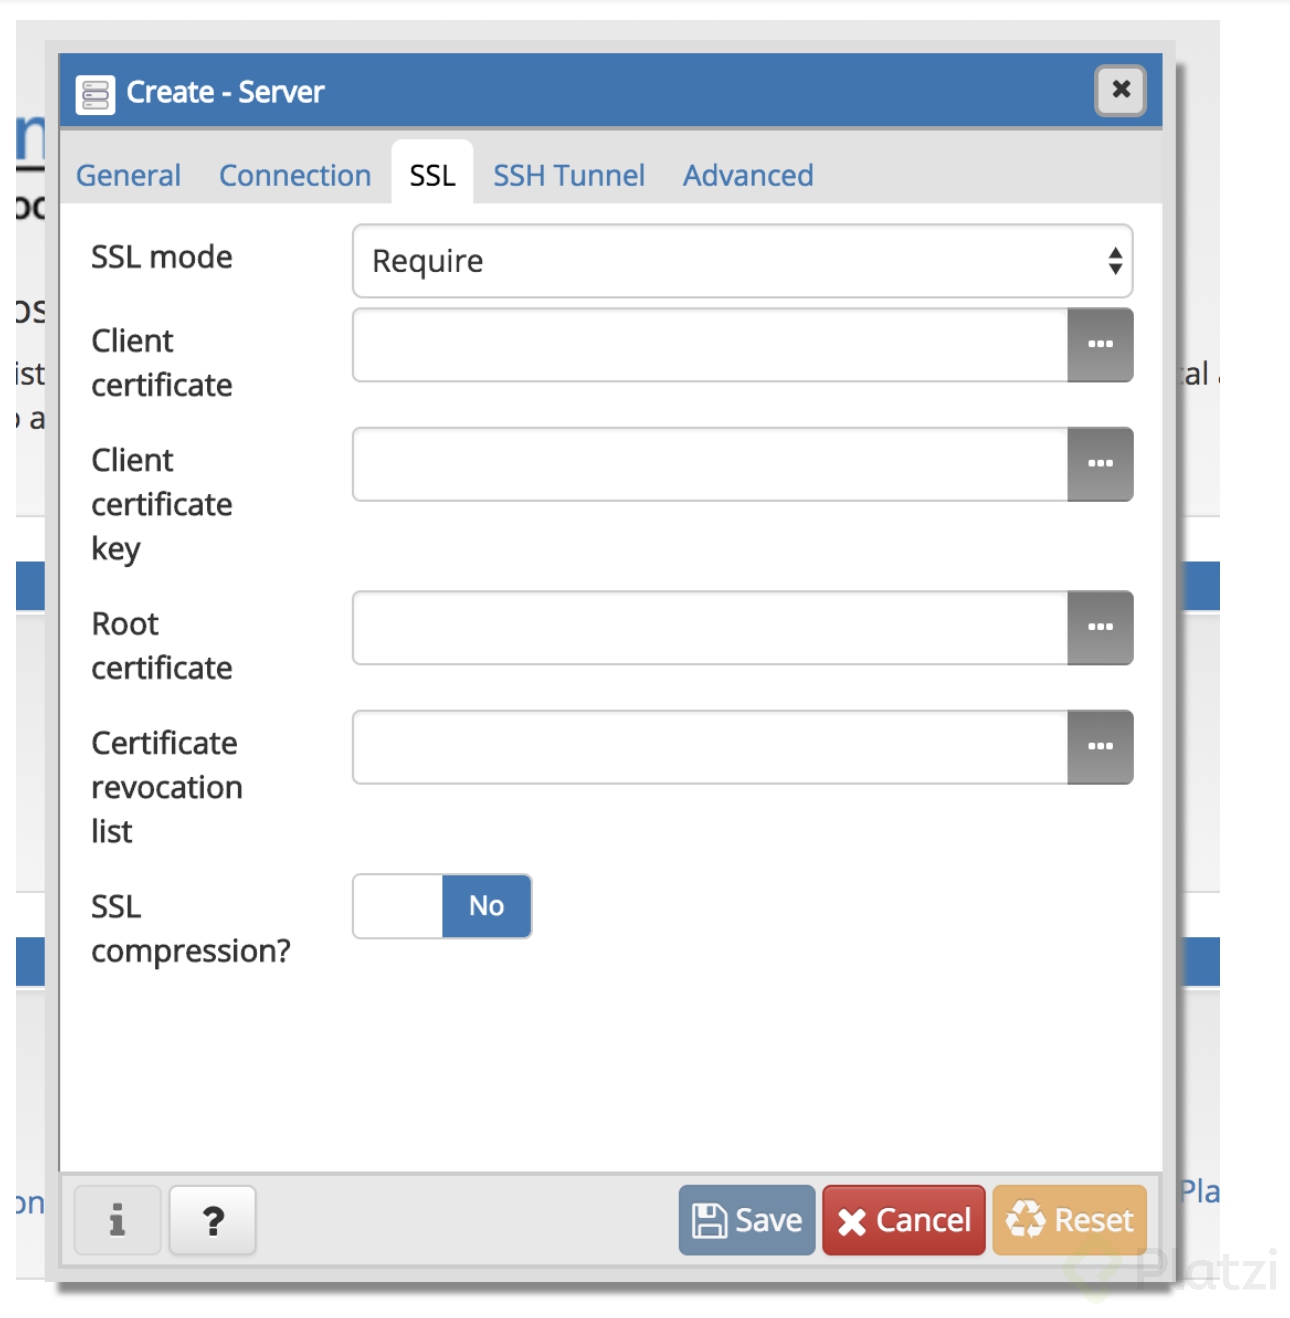 Create - Server
General Connection SSL SSH Tunnel Advanced
SSL mode
Require
Client
certificate
Client
certificate
key
Root
certificate
Certificate
revocation
list
SSL
compression?
No
Save Cancel Reset
?
Platzi